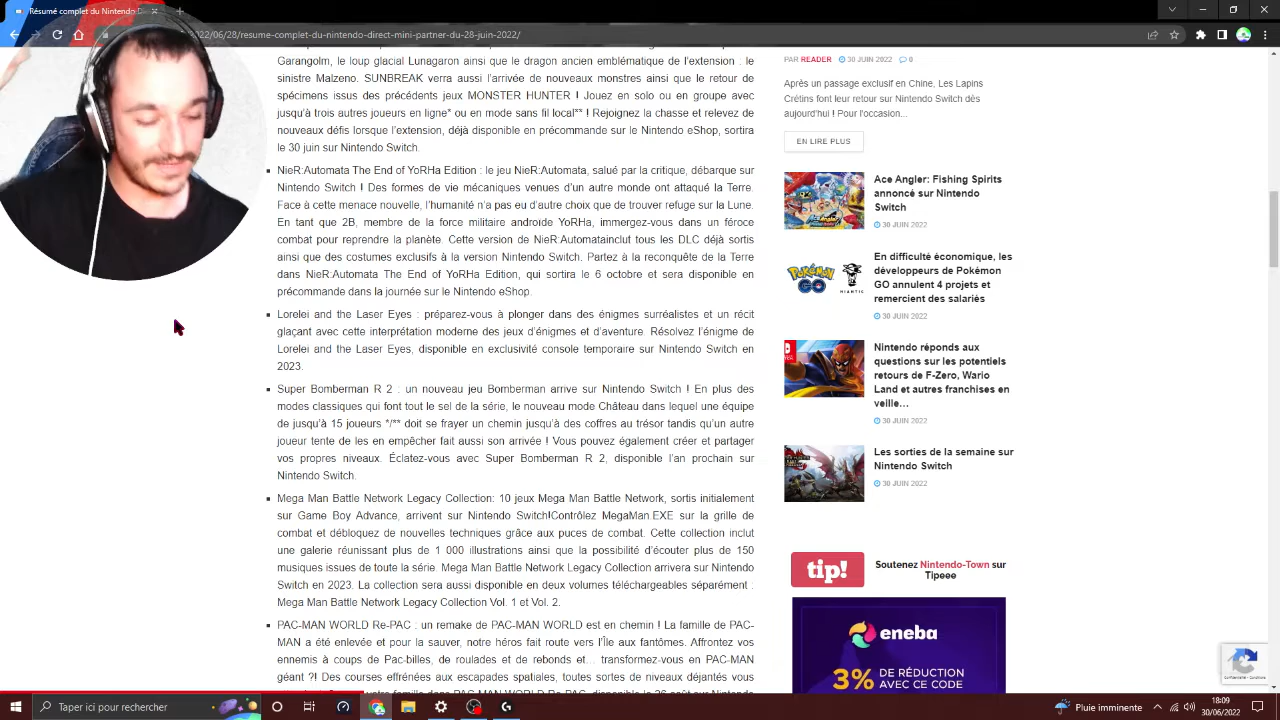 Résumé complet du Nintendo D
2022/06/28/resume-complet-du-nintendo-direct-mini-partner-du-28-juin-2022/
Garangolm, le loup glacial Lunagaron ainsi que le dragon ancien emblématique de l'extension : le
sinistre Malzeno. SUNBREAK verra aussi l'arrivée de nouveaux monstres ainsi que le retour de
spécimens issus des précédents jeux MONSTER HUNTER ! Jouez en solo ou en groupe avec
jusqu'à trois autres joueurs en ligne* ou en mode sans fil local** ! Rejoignez la chasse et relevez de
nouveaux défis lorsque l'extension, déjà disponible en précommande sur le Nintendo eShop, sortira
le 30 juin sur Nintendo Switch.
NieR:Automata The End of YoRHa Edition : le jeu NieR:Automata, salué par la critique, débarque sur
Nintendo Switch ! Des formes de vie mécaniques venues d'un autre monde ont attaqué la Terre.
Face à cette menace nouvelle, l'humanité n'a pas eu d'autre choix que de trouver refuge sur la Lune.
En tant que 2B, membre de la force militaire androïde YoRHa, immergez-vous dans un féroce
combat pour reprendre la planète. Cette version de NieR:Automatainclut tous les DLC déjà sortis
ainsi que des costumes exclusifs à la version Switch. Partez à la reconquête de la Terre
dans NieR:Automata The End of YoRHa Edition, qui sortira le 6 octobre et sera disponible en
précommande dans la journée sur le Nintendo eShop.
Lorelei and the Laser Eyes : préparez-vous à plonger dans des énigmes surréalistes et un récit
glaçant avec cette interprétation moderne des jeux d'énigmes et d'aventure. Résolvez l'énigme de
Lorelei and the Laser Eyes, disponible en exclusivité console temporaire sur Nintendo Switch en
2023.
Super Bomberman R 2 : un nouveau jeu Bomberman arrive sur Nintendo Switch ! En plus des
modes classiques qui font tout le sel de la série, le nouveau mode Château dans lequel une équipe
de jusqu'à 15 joueurs */** doit se frayer un chemin jusqu'à des coffres au trésor tandis qu'un autre
joueur tente de les en empêcher fait aussi son arrivée ! Vous pouvez également créer et partager
vos propres niveaux. Éclatez-vous avec Super Bomberman R 2, disponible l'an prochain sur
Nintendo Switch.
Mega Man Battle Network Legacy Collection: 10 jeux Mega Man Battle Network, sortis initialement
sur Game Boy Advance, arrivent sur Nintendo Switch!Contrôlez MegaMan.EXE sur la grille de
combat et débloquez de nouvelles techniques grâce aux puces de combat. Cette collection inclut
une galerie réunissant plus de 1 000 illustrations ainsi que la possibilité d'écouter plus de 150
musiques issues de toute la série. Mega Man Battle Network Legacy Collection arrivera sur Nintendo
Switch en 2023. La collection sera aussi disponible en deux volumes téléchargeables séparément :
Mega Man Battle Network Legacy Collection Vol. 1 et Vol. 2.
PAC-MAN WORLD Re-PAC : un remake de PAC-MAN WORLD est en chemin ! La famille de PAC-
MAN a été enlevée et pour la sauver, notre héros fait route vers l'Île aux fantômes. Affrontez vos
ennemis à coups de Pac-billes, de roulades et de rebonds et… transformez-vous en PAC-MAN
géant ?! Des courses effrénées aux escapades spatiales, toutes sortes de niveaux déjantés vous
PAR READER 30 JUIN 2022 0
Après un passage exclusif en Chine, Les Lapins
Crétins font leur retour sur Nintendo Switch dès
aujourd'hui ! Pour l'occasion...
EN LIRE PLUS
Ace Angler: Fishing Spirits
annoncé sur Nintendo
Switch
30 JUIN 2022
POKÉMON GO
NIANTIC
En difficulté économique, les
développeurs de Pokémon
GO annulent 4 projets et
remercient des salariés
30 JUIN 2022
Nintendo réponds aux
questions sur les potentiels
retours de F-Zero, Wario
Land et autres franchises en
veille…
30 JUIN 2022
Les sorties de la semaine sur
Nintendo Switch
30 JUIN 2022
tip!
Soutenez Nintendo-Town sur
Tipeee
eneba
3% DE RÉDUCTION
AVEC CE CODE
Taper ici pour rechercher
Pluie imminente
18:09
30/06/2022